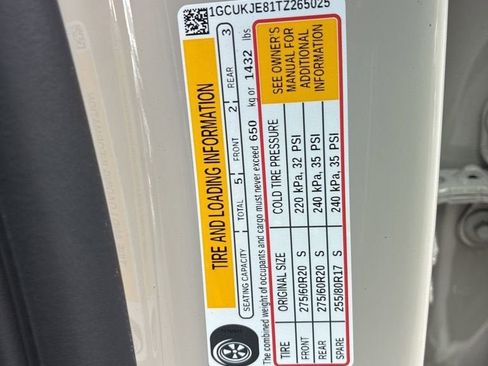 1GCUKJE81TZ265025
TIRE AND LOADING INFORMATION
SEATING CAPACITY TOTAL 5 FRONT 2 REAR 3
The combined weight of occupants and cargo must never exceed 650 kg or 1432 lbs
TIRE ORIGINAL SIZE COLD TIRE PRESSURE
FRONT 275/60R20 S 220 kPa, 32 PSI
REAR 275/60R20 S 240 kPa, 35 PSI
SPARE 255/80R17 S 240 kPa, 35 PSI
SEE OWNER'S
MANUAL FOR
ADDITIONAL
INFORMATION